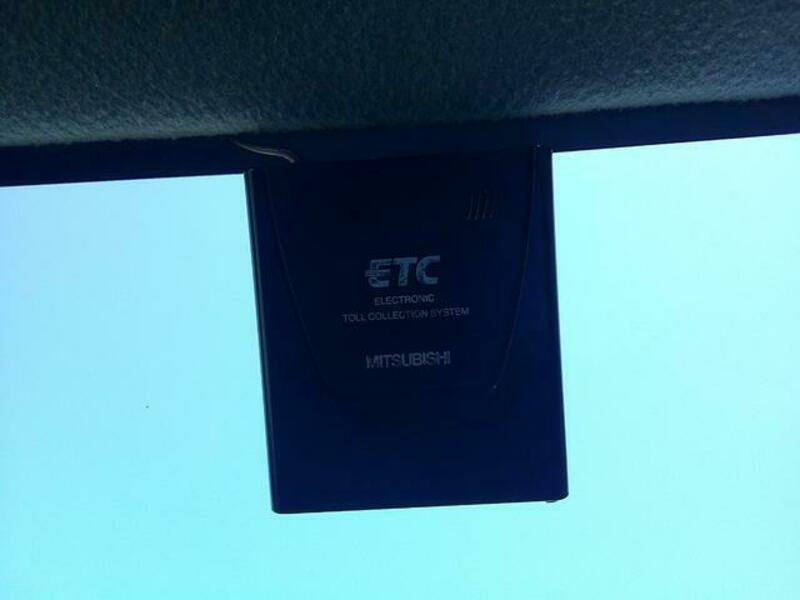 ETC
ELECTRONIC
TOLL COLLECTION SYSTEM
MITSUBISHI